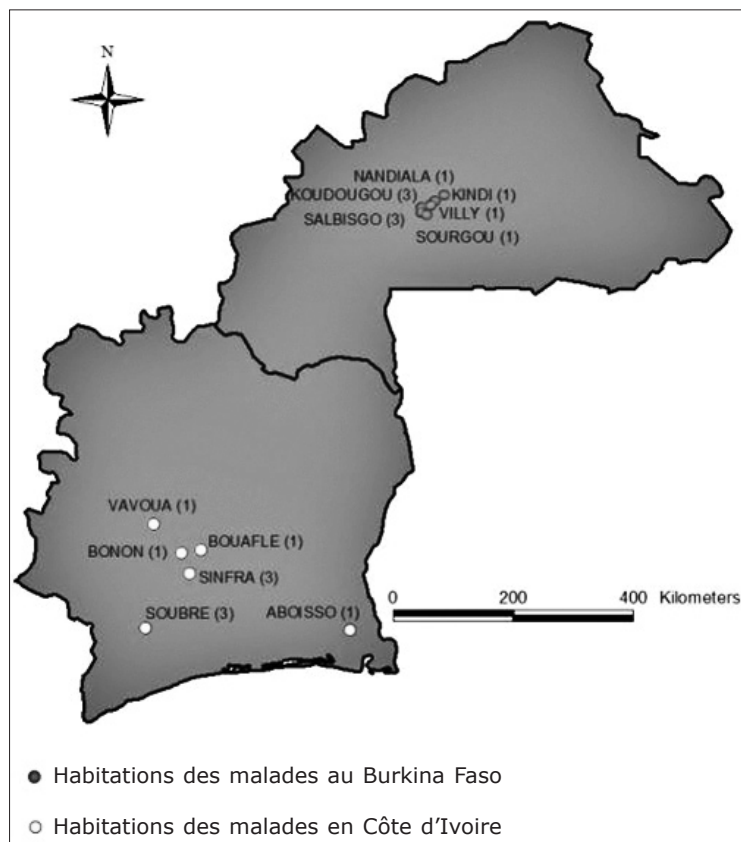 N
NANDIALA (1)
KOUDOUGOU (3) KINDI (1)
SALBISGO (3) VILLY (1)
SOURGOU (1)
VAVOUA (1)
BONON (1) BOUAFLE (1)
SINFRA (3)
SOUBRE (3) ABOISSO (1)
0 200 400 Kilometers
Habitations des malades au Burkina Faso
Habitations des malades en Côte d'Ivoire